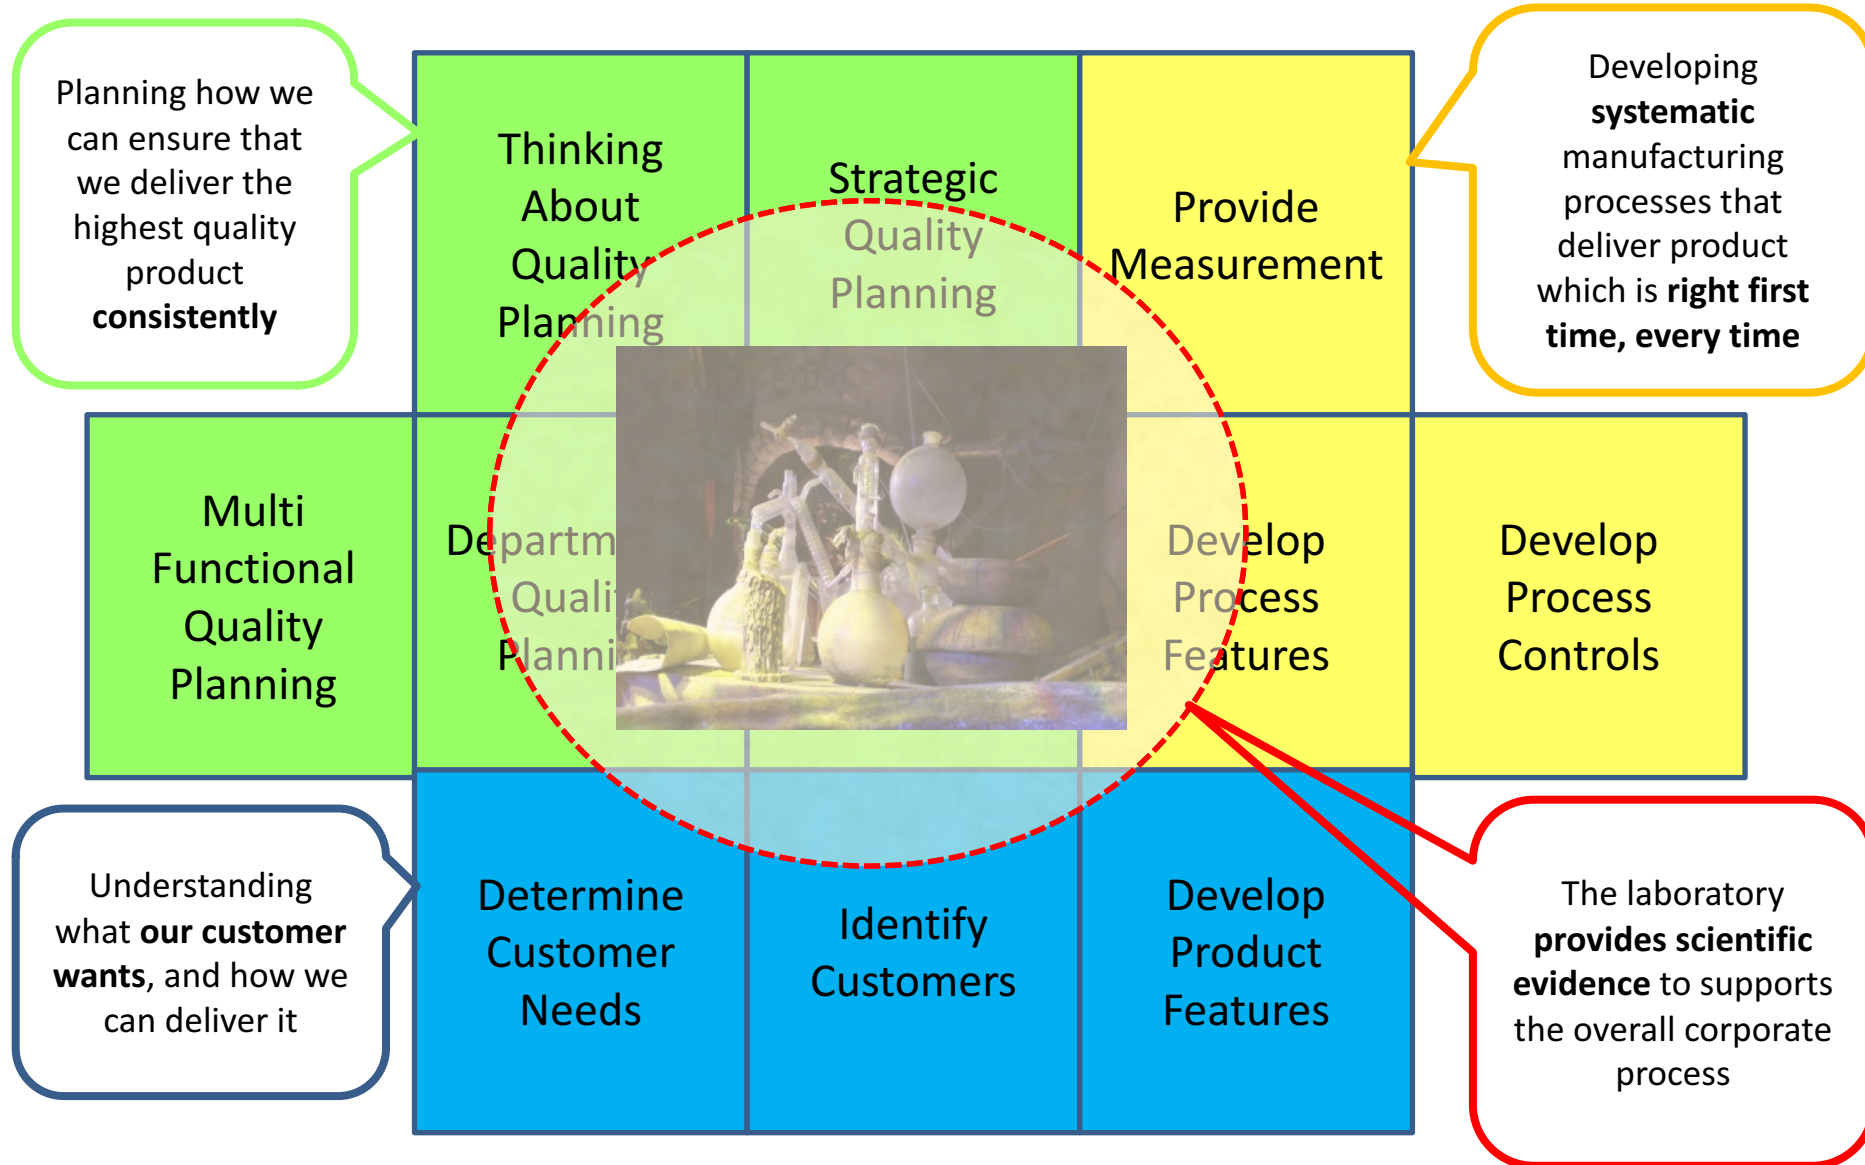 Planning how we
can ensure that
we deliver the
highest quality
product
consistently
Thinking
About
Quality
Planning
Strategic
Quality
Planning
Provide
Measurement
Developing
systematic
manufacturing
processes that
deliver product
which is right first
time, every time
Multi
Functional
Quality
Planning
Departm
Quali
Planni
Develop
Process
Features
Develop
Process
Controls
Understanding
what our customer
wants, and how we
can deliver it
Determine
Customer
Needs
Identify
Customers
Develop
Product
Features
The laboratory
provides scientific
evidence to supports
the overall corporate
process